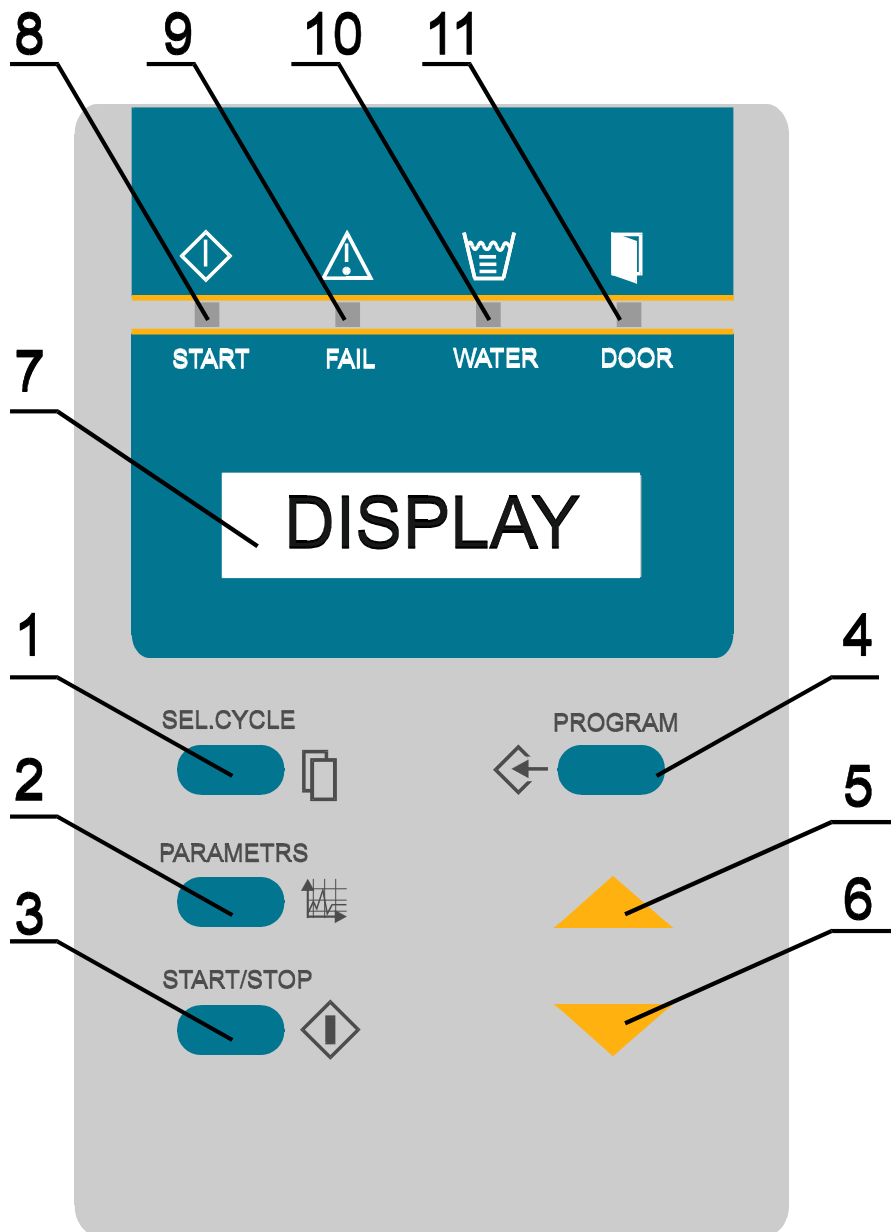 8 9 10 11
START FAIL WATER DOOR
7
DISPLAY
1
4
SEL.CYCLE
PROGRAM
2
5
PARAMETRS
3
6
START/STOP